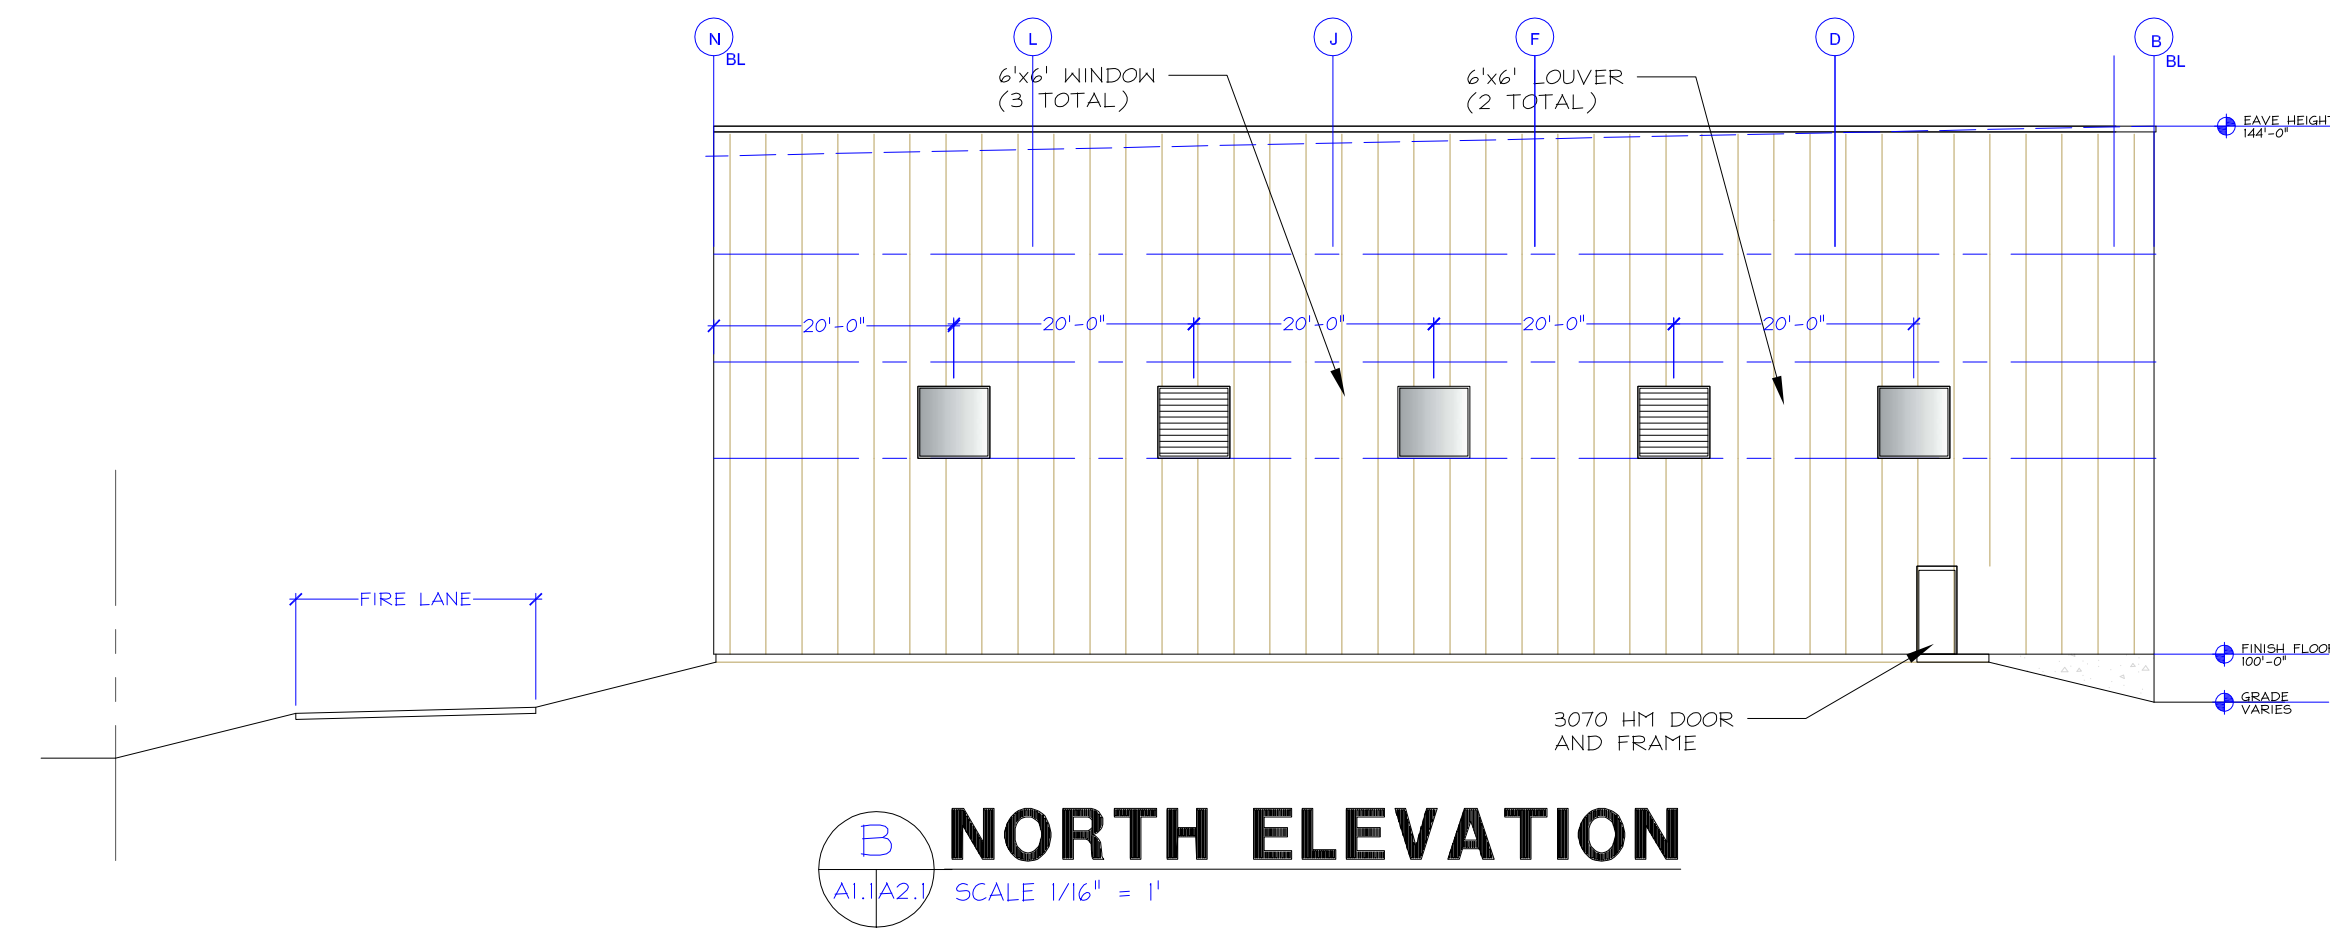 N
L
J
F
D
B
BL
BL
6'x6' WINDOW
(3 TOTAL)
6'x6' LOUVER
(2 TOTAL)
EAVE HEIGHT
144'-0"
20'-0"
20'-0"
20'-0"
20'-0"
20'-0"
FIRE LANE
FINISH FLOOR
100'-0"
GRADE
VARIES
3070 HM DOOR
AND FRAME
B
NORTH ELEVATION
A1.1 A2.1
SCALE 1/16" = 1'